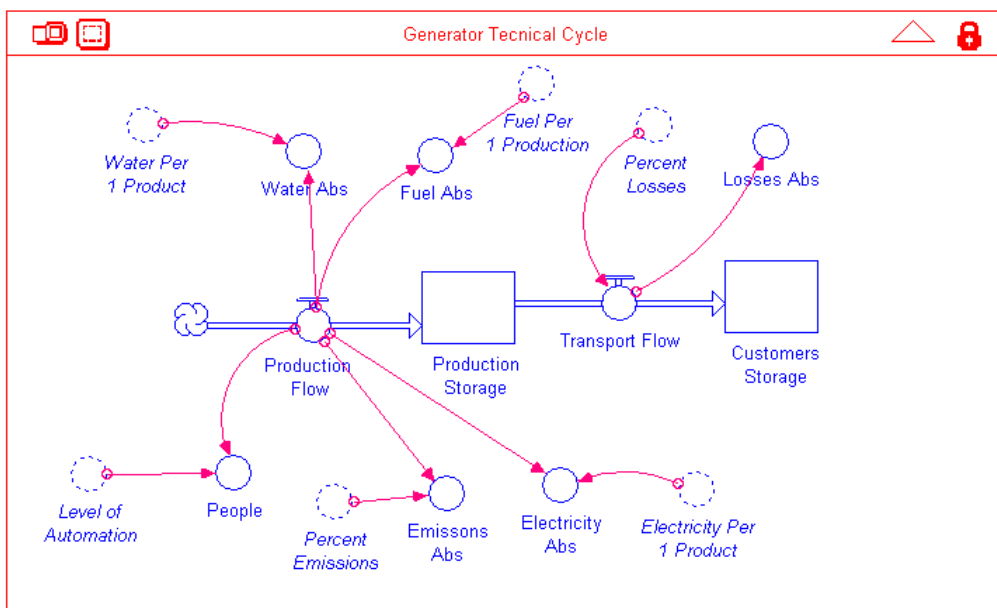 Generator Tecnical Cycle
Fuel Per
1 Production
Water Per
1 Product
Water Abs
Fuel Abs
Percent
Losses
Losses Abs
Production
Flow
Production
Storage
Transport Flow
Customers
Storage
Level of
Automation
People
Percent
Emissions
Emissons
Abs
Electricity
Abs
Electricity Per
1 Product